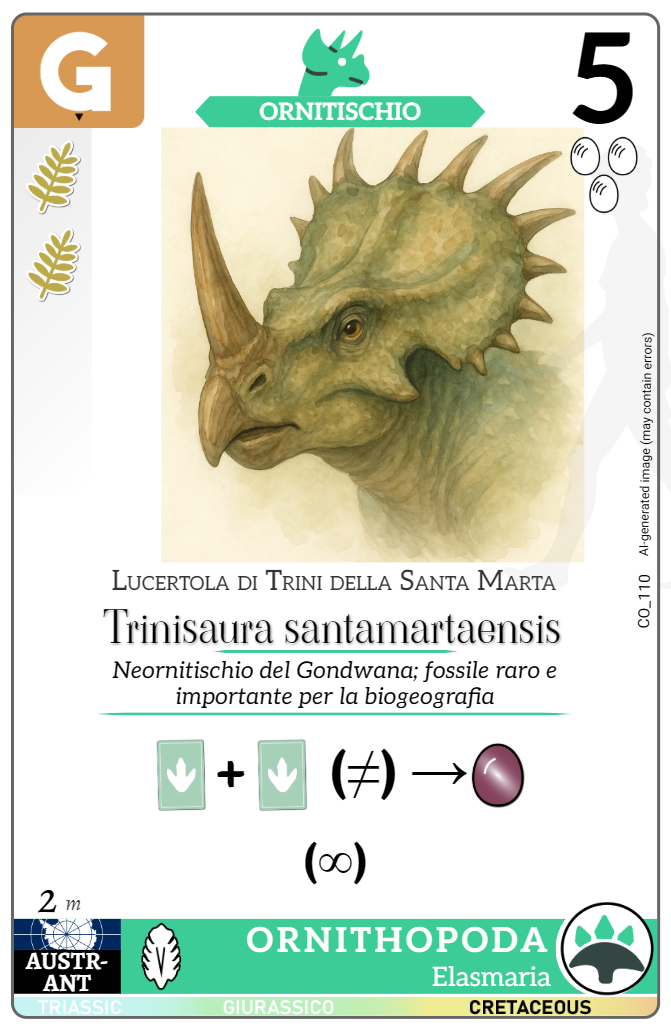 G
ORNITISCHIO
5
AI-generated image (may contain errors)
CO_110
Lucertola di Trini della Santa Marta
Trinisaura santamartaensis
Neornitischio del Gondwana; fossile raro e
importante per la biogeografia
+ (≠) →
(∞)
2 m
AUSTR-
ANT
ORNITHOPODA
Elasmaria
TRIASSIC GIURASSICO CRETACEOUS